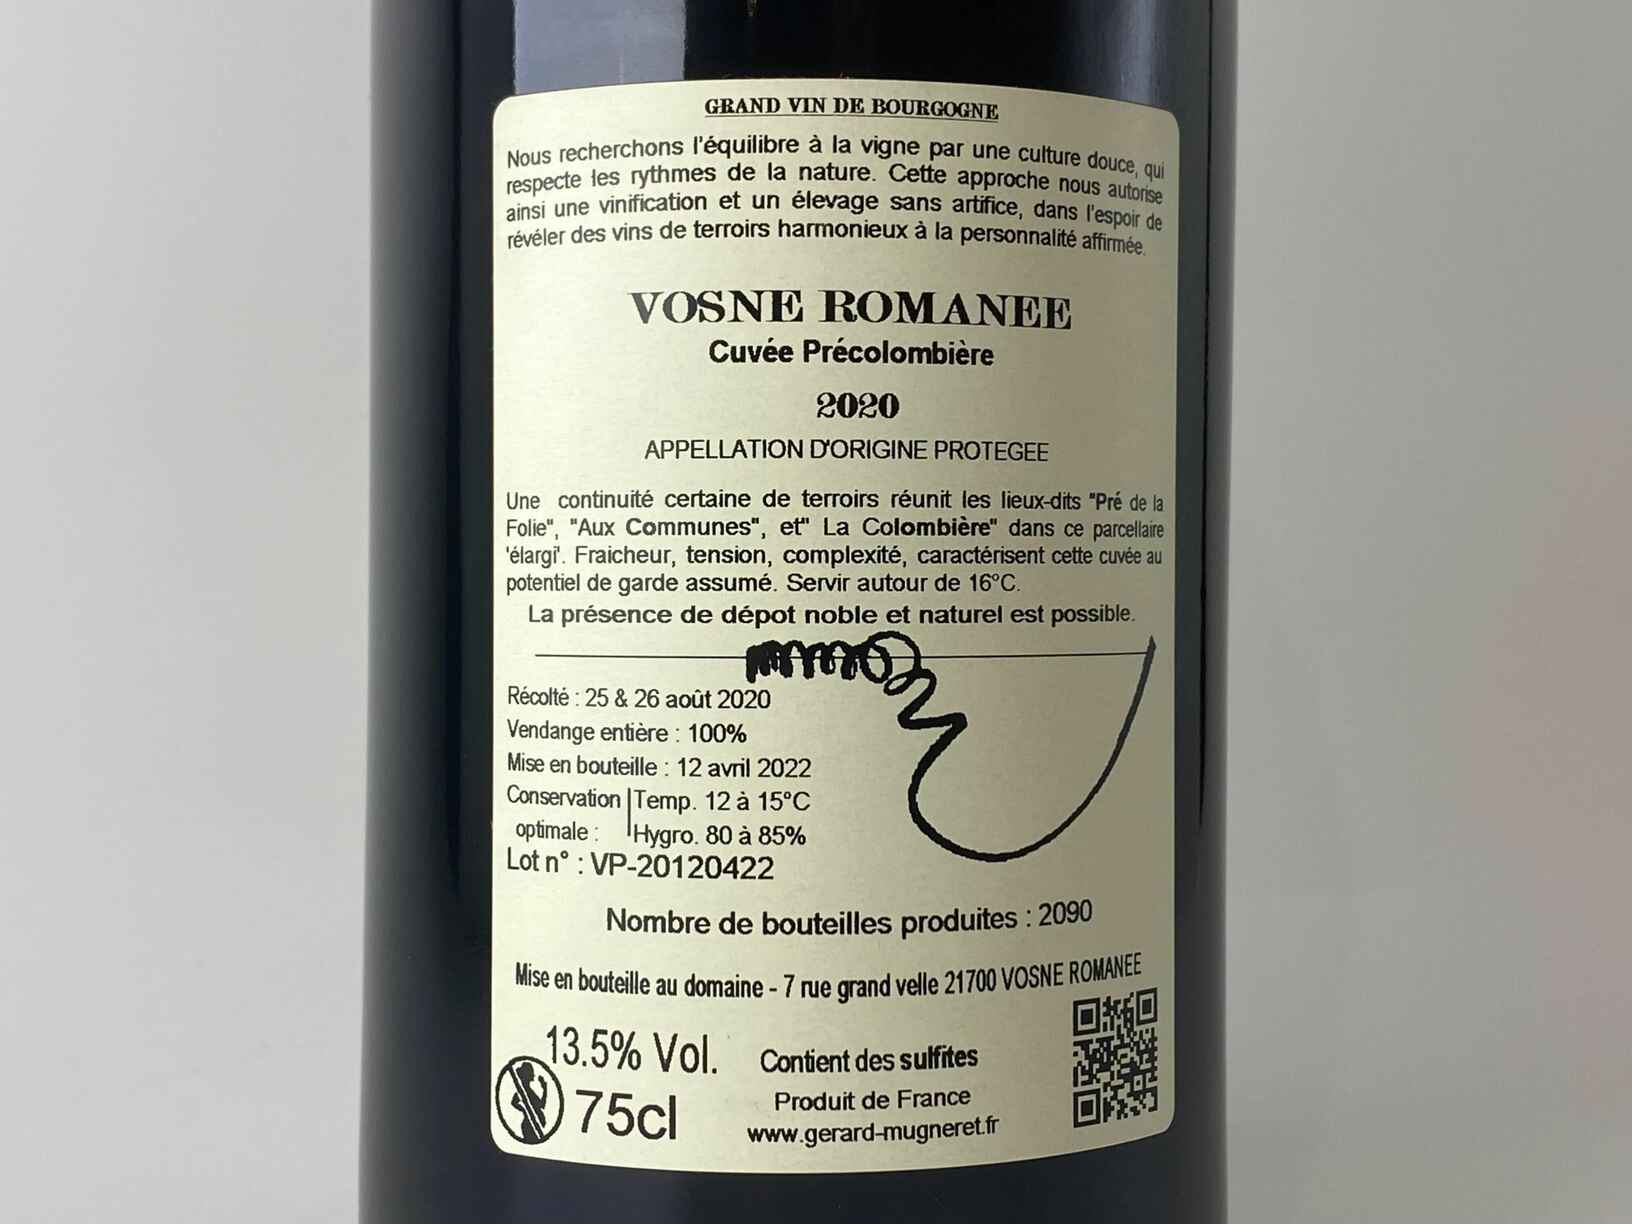 GRAND VIN DE BOURGOGNE
Nous recherchons l'équilibre à la vigne par une culture douce, qui
respecte les rythmes de la nature. Cette approche nous autorise
ainsi une vinification et un élevage sans artifice, dans l'espoir de
révéler des vins de terroirs harmonieux à la personnalité affirmée.
VOSNE ROMANEE
Cuvée Précolombière
2020
APPELLATION D'ORIGINE PROTEGEE
Une continuité certaine de terroirs réunit les lieux-dits "Pré de la
Folie", "Aux Communes", et" La Colombière" dans ce parcellaire
'élargi'. Fraicheur, tension, complexité, caractérisent cette cuvée au
potentiel de garde assumé. Servir autour de 16°C.
La présence de dépot noble et naturel est possible.
Récolté : 25 & 26 août 2020
Vendange entière : 100%
Mise en bouteille : 12 avril 2022
Conservation Temp. 12 à 15°C
optimale : Hygro. 80 à 85%
Lot n° : VP-20120422
Nombre de bouteilles produites : 2090
Mise en bouteille au domaine - 7 rue grand velle 21700 VOSNE ROMANEE
13.5% Vol. Contient des sulfites
75cl Produit de France
www.gerard-mugneret.fr